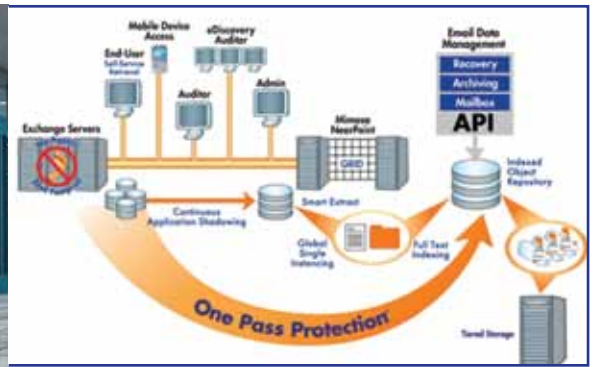 Mobile Device
Access
eDiscovery
Auditor
End-User
Self-Service
Retrieval
Auditor
Admin
Exchange Servers
Mimosa
NearPoint
GRID
Email Data
Management
Recovery
Archiving
Mailbox
API
Indexed
Object
Repository
Continuous
Application Shadowing
Smart Extract
Global
Single
Instancing
Full Text
Indexing
One Pass Protection
Tiered Storage